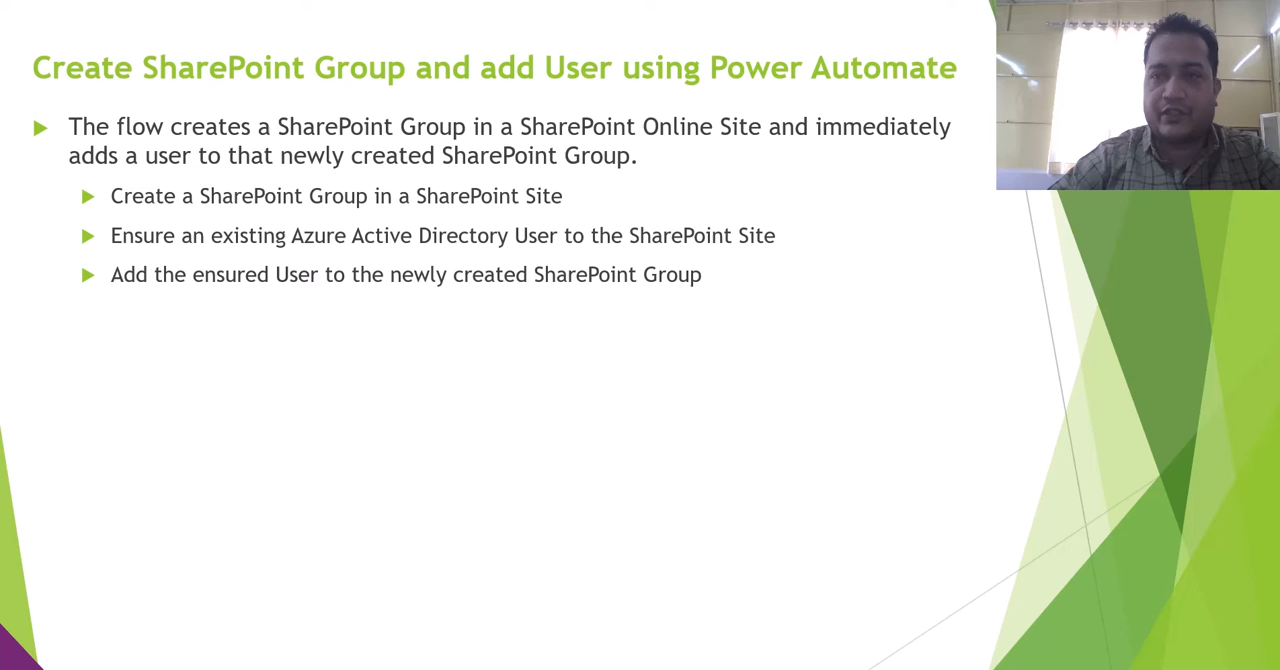 Create SharePoint Group and add User using Power Automate
The flow creates a SharePoint Group in a SharePoint Online Site and immediately
adds a user to that newly created SharePoint Group.
Create a SharePoint Group in a SharePoint Site
Ensure an existing Azure Active Directory User to the SharePoint Site
Add the ensured User to the newly created SharePoint Group